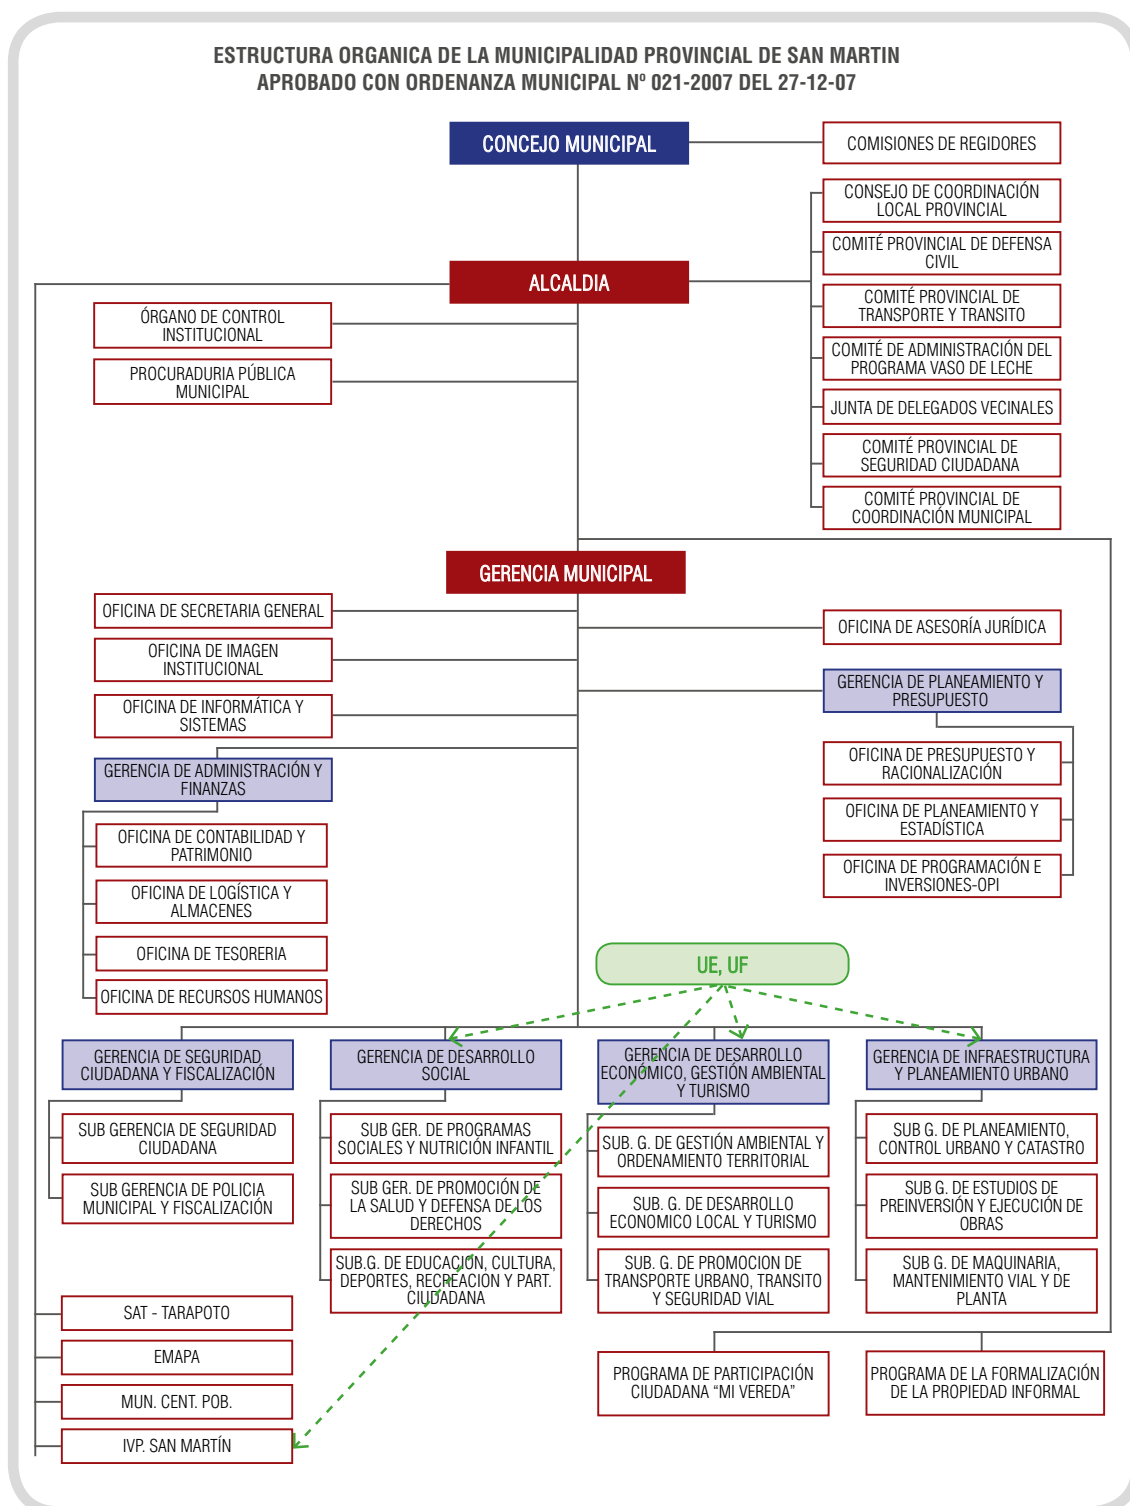 ESTRUCTURA ORGANICA DE LA MUNICIPALIDAD PROVINCIAL DE SAN MARTIN
APROBADO CON ORDENANZA MUNICIPAL Nº 021-2007 DEL 27-12-07
CONCEJO MUNICIPAL
COMISIONES DE REGIDORES
CONSEJO DE COORDINACIÓN
LOCAL PROVINCIAL
COMITÉ PROVINCIAL DE DEFENSA
CIVIL
ALCALDIA
COMITÉ PROVINCIAL DE
TRANSPORTE Y TRANSITO
ÓRGANO DE CONTROL
INSTITUCIONAL
COMITÉ DE ADMINISTRACIÓN DEL
PROGRAMA VASO DE LECHE
PROCURADURIA PÚBLICA
MUNICIPAL
JUNTA DE DELEGADOS VECINALES
COMITÉ PROVINCIAL DE
SEGURIDAD CIUDADANA
COMITÉ PROVINCIAL DE
COORDINACIÓN MUNICIPAL
GERENCIA MUNICIPAL
OFICINA DE SECRETARIA GENERAL
OFICINA DE ASESORÍA JURÍDICA
OFICINA DE IMAGEN
INSTITUCIONAL
GERENCIA DE PLANEAMIENTO Y
PRESUPUESTO
OFICINA DE INFORMÁTICA Y
SISTEMAS
OFICINA DE PRESUPUESTO Y
RACIONALIZACIÓN
GERENCIA DE ADMINISTRACIÓN Y
FINANZAS
OFICINA DE PLANEAMIENTO Y
ESTADÍSTICA
OFICINA DE CONTABILIDAD Y
PATRIMONIO
OFICINA DE PROGRAMACIÓN E
INVERSIONES-OPI
OFICINA DE LOGÍSTICA Y
ALMACENES
OFICINA DE TESORERIA
OFICINA DE RECURSOS HUMANOS
UE, UF
GERENCIA DE SEGURIDAD
CIUDADANA Y FISCALIZACIÓN
GERENCIA DE DESARROLLO
SOCIAL
GERENCIA DE DESARROLLO
ECONÓMICO, GESTIÓN AMBIENTAL
Y TURISMO
GERENCIA DE INFRAESTRUCTURA
Y PLANEAMIENTO URBANO
SUB GERENCIA DE SEGURIDAD
CIUDADANA
SUB GER. DE PROGRAMAS
SOCIALES Y NUTRICIÓN INFANTIL
SUB. G. DE GESTIÓN AMBIENTAL Y
ORDENAMIENTO TERRITORIAL
SUB G. DE PLANEAMIENTO,
CONTROL URBANO Y CATASTRO
SUB GERENCIA DE POLICIA
MUNICIPAL Y FISCALIZACIÓN
SUB GER. DE PROMOCIÓN DE
LA SALUD Y DEFENSA DE LOS
DERECHOS
SUB. G. DE DESARROLLO
ECONOMICO LOCAL Y TURISMO
SUB G. DE ESTUDIOS DE
PREINVERSIÓN Y EJECUCIÓN DE
OBRAS
SUB.G. DE EDUCACIÓN, CULTURA,
DEPORTES, RECREACION Y PART.
CIUDADANA
SUB. G. DE PROMOCION DE
TRANSPORTE URBANO, TRANSITO
Y SEGURIDAD VIAL
SUB G. DE MAQUINARIA,
MANTENIMIENTO VIAL Y DE
PLANTA
SAT - TARAPOTO
EMAPA
MUN. CENT. POB.
IVP. SAN MARTÍN
PROGRAMA DE PARTICIPACIÓN
CIUDADANA “MI VEREDA”
PROGRAMA DE LA FORMALIZACIÓN
DE LA PROPIEDAD INFORMAL